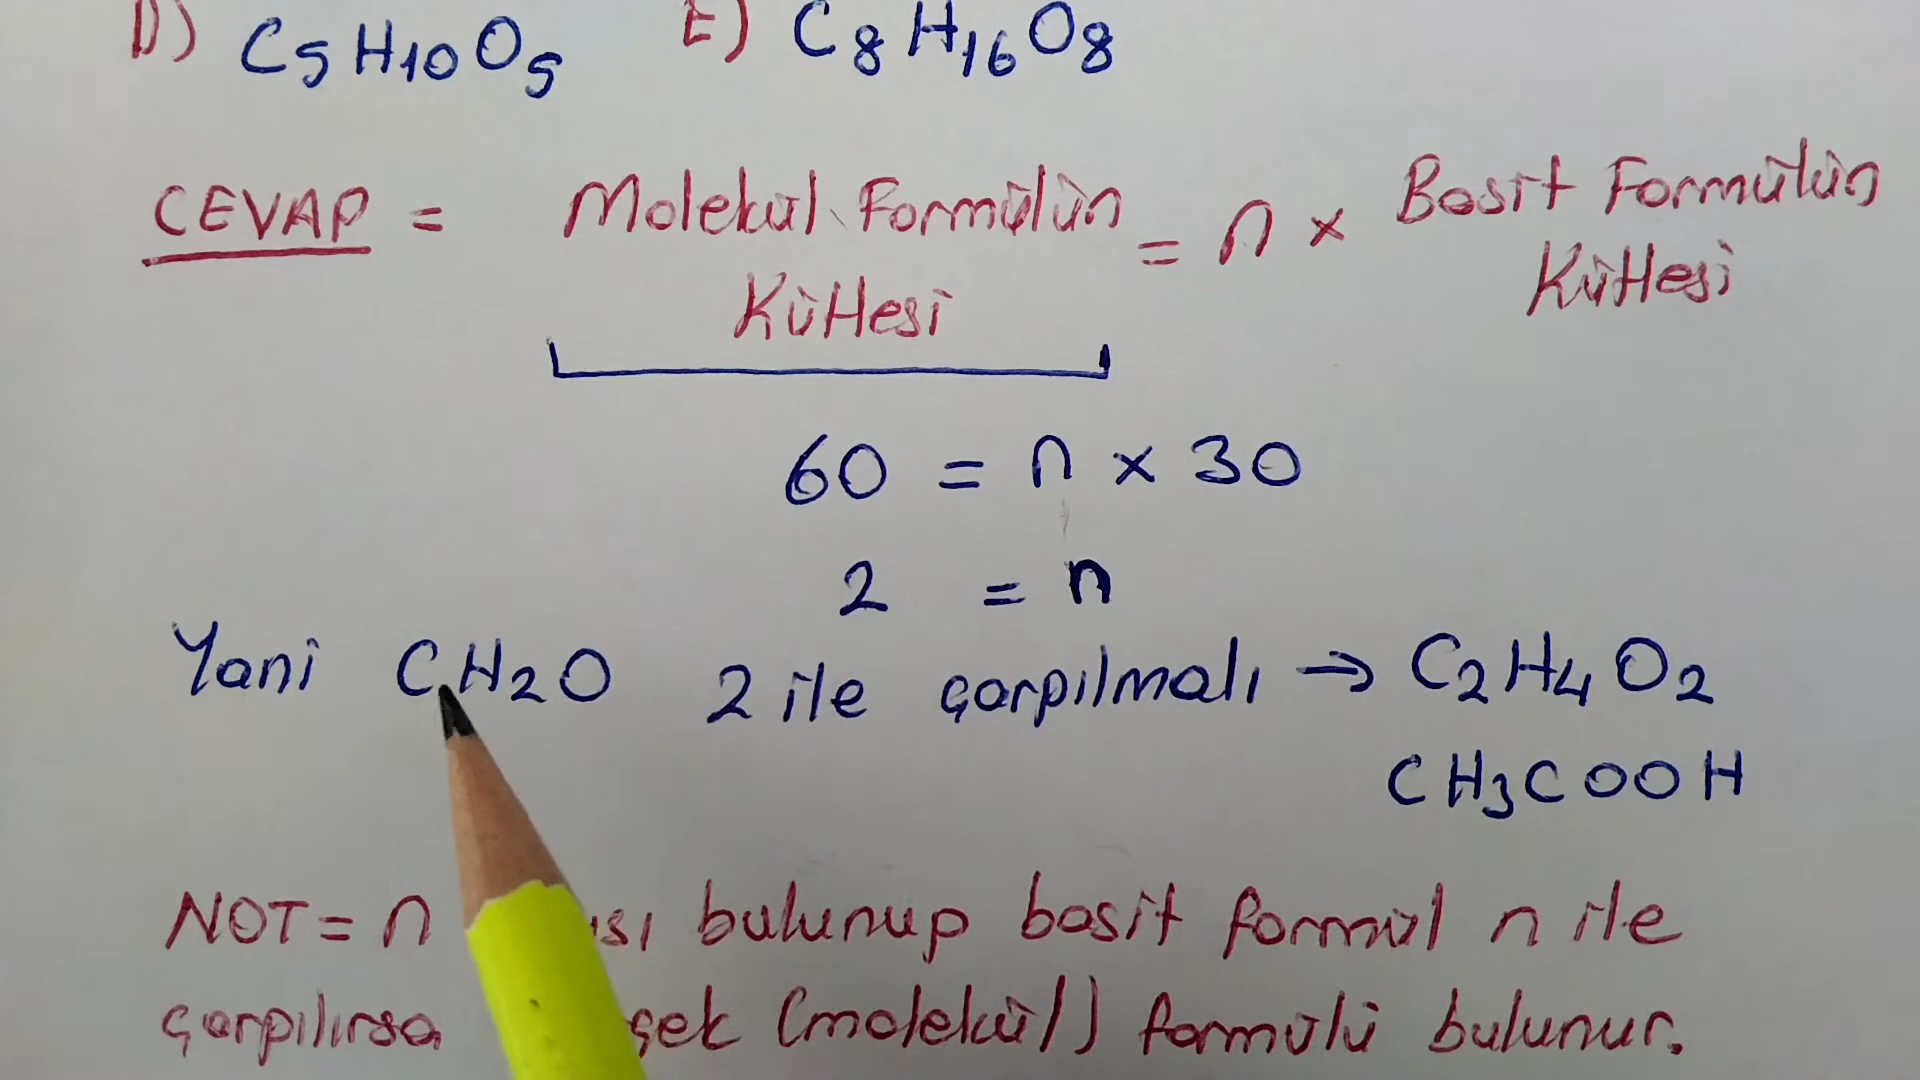 D) C5H10O5 E) C8H16O8
CEVAP = Molekül Formülün = n × Basit Formülün
Kütlesi Kütlesi
60 = n × 30
2 = n
Yani CH2O 2 ile çarpılmalı → C2H4O2
CH3COOH
NOT = n bulunup basit formül n ile
çarpılırsa (molekül) formülü bulunur.